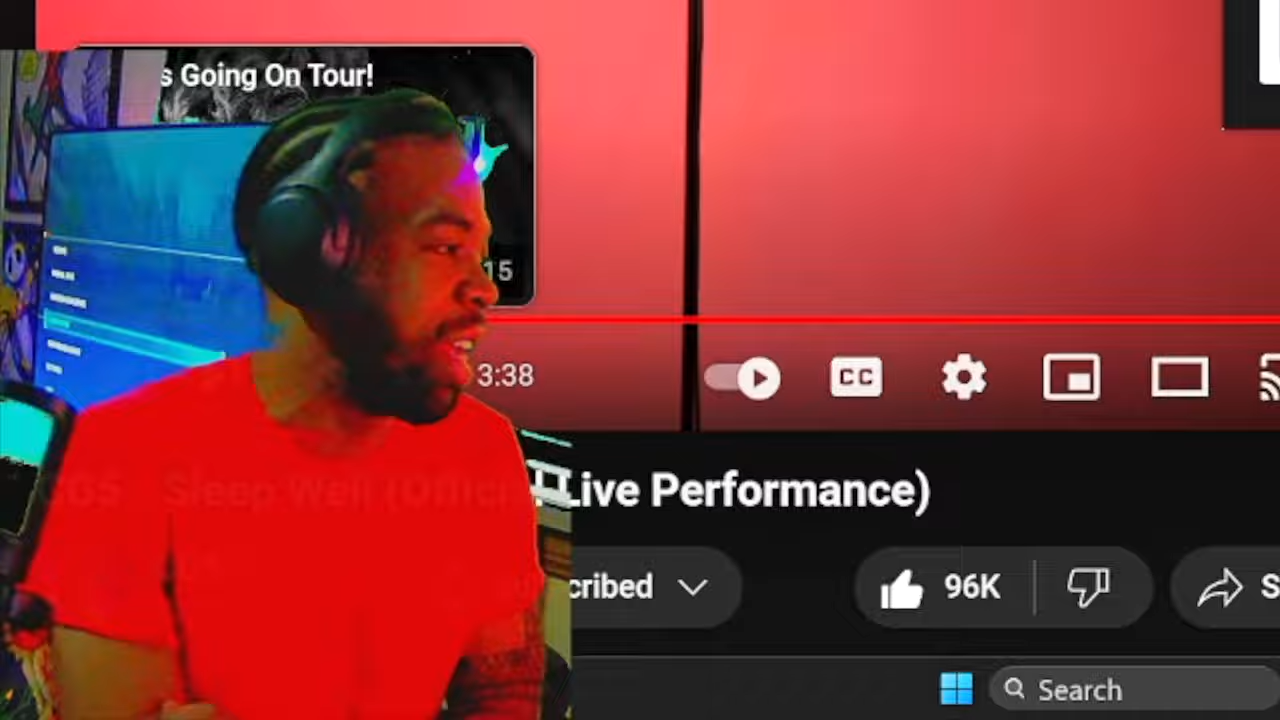 s Going On Tour!
15
3:38
CC
Sleep Well (Offici Live Performance)
cribed
96K
S
Search